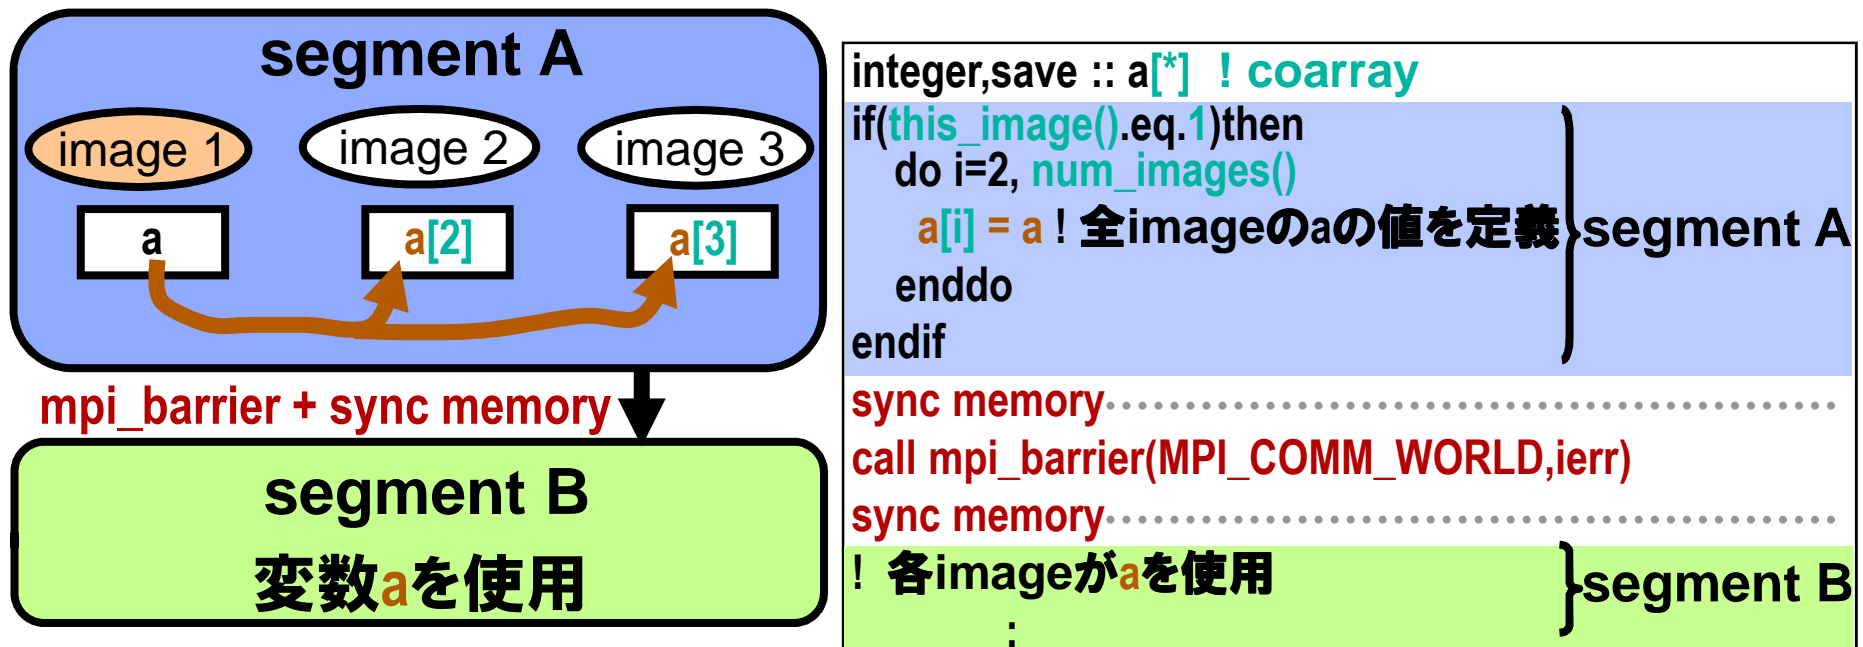 segment A
image 1
image 2
image 3
a
a[2]
a[3]
mpi_barrier + sync memory
segment B
変数aを使用
integer,save :: a[*] ! coarray
if(this_image().eq.1)then
do i=2, num_images()
a[i] = a ! 全imageのaの値を定義
enddo
endif
segment A
sync memory
call mpi_barrier(MPI_COMM_WORLD,ierr)
sync memory
! 各imageがaを使用
:
segment B